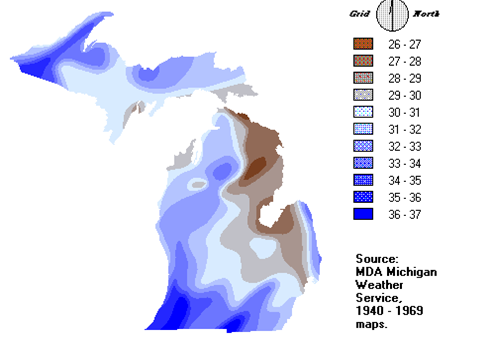 Grid North
26 - 27
27 - 28
28 - 29
29 - 30
30 - 31
31 - 32
32 - 33
33 - 34
34 - 35
35 - 36
36 - 37
Source:
MDA Michigan
Weather
Service,
1940 - 1969
maps.